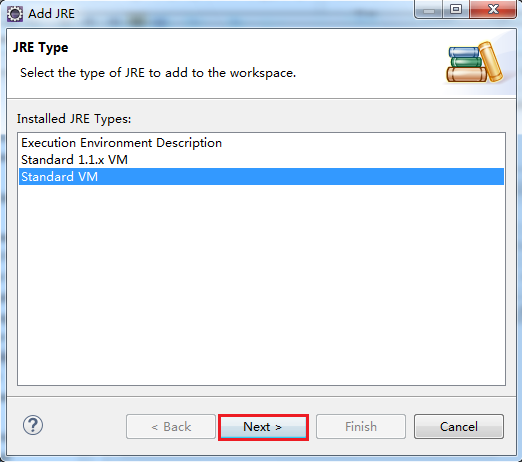 Add JRE
JRE Type
Select the type of JRE to add to the workspace.
Installed JRE Types:
Execution Environment Description
Standard 1.1.x VM
Standard VM
?
< Back
Next >
Finish
Cancel